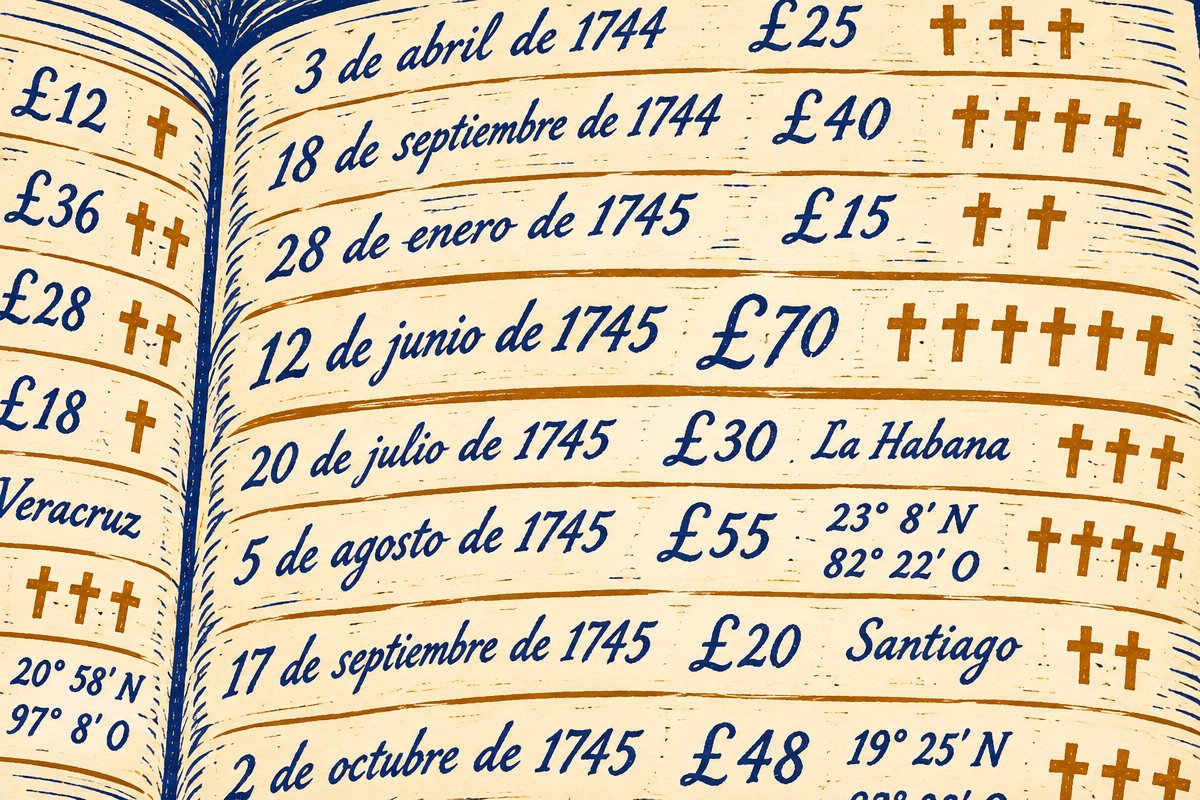 £12 †
£36 ††
£28 ††
£18 †
Veracruz
†††
20° 58' N
97° 8' O
3 de abril de 1744 £25 †††
18 de septiembre de 1744 £40 ††††
28 de enero de 1745 £15 ††
12 de junio de 1745 £70 ††††††
20 de julio de 1745 £30 La Habana †††
5 de agosto de 1745 £55 23° 8' N ††††
82° 22' O
17 de septiembre de 1745 £20 Santiago ††
2 de octubre de 1745 £48 19° 25' N †††